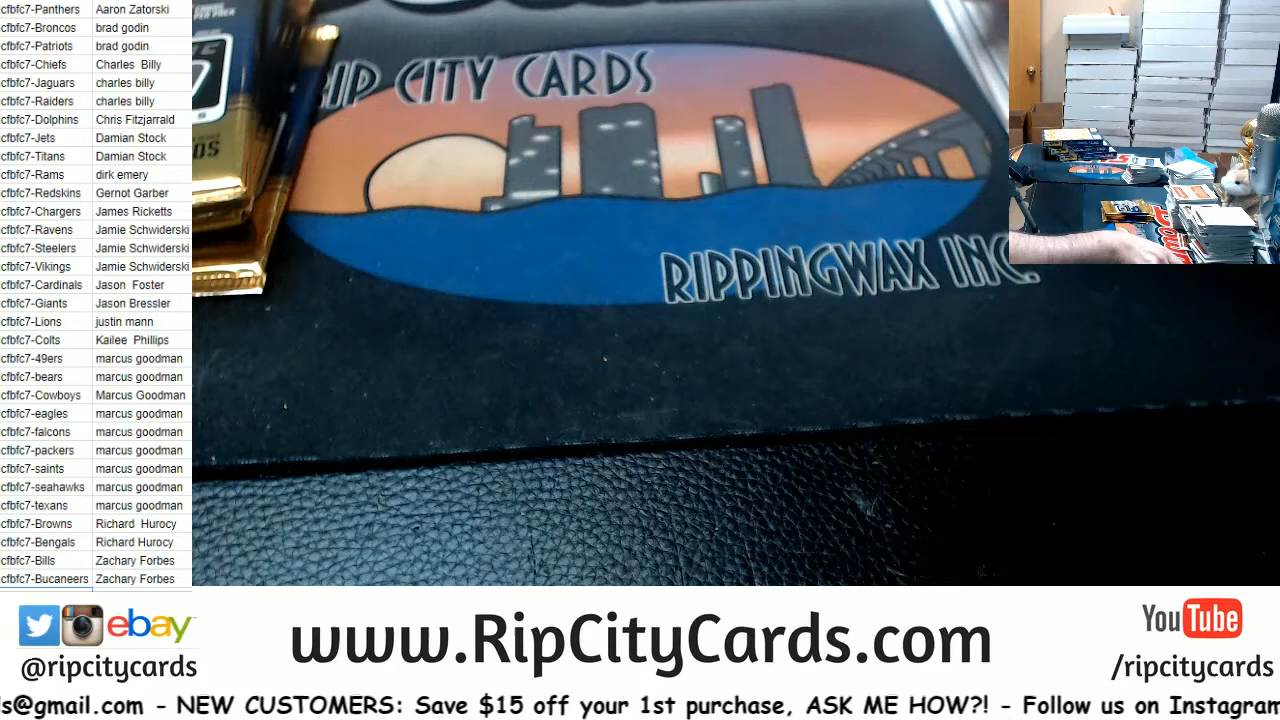 cfbfc7-Panthers Aaron Zatorski
cfbfc7-Broncos brad godin
cfbfc7-Patriots brad godin
cfbfc7-Chiefs Charles Billy
cfbfc7-Jaguars charles billy
cfbfc7-Raiders charles billy
cfbfc7-Dolphins Chris Fitzjarrald
cfbfc7-Jets Damian Stock
cfbfc7-Titans Damian Stock
cfbfc7-Rams dirk emery
cfbfc7-Redskins Gernot Garber
cfbfc7-Chargers James Ricketts
cfbfc7-Ravens Jamie Schwiderski
cfbfc7-Steelers Jamie Schwiderski
cfbfc7-Vikings Jamie Schwiderski
cfbfc7-Cardinals Jason Foster
cfbfc7-Giants Jason Bressler
cfbfc7-Lions justin mann
cfbfc7-Colts Kailee Phillips
cfbfc7-49ers marcus goodman
cfbfc7-bears marcus goodman
cfbfc7-Cowboys Marcus Goodman
cfbfc7-eagles marcus goodman
cfbfc7-falcons marcus goodman
cfbfc7-packers marcus goodman
cfbfc7-saints marcus goodman
cfbfc7-seahawks marcus goodman
cfbfc7-texans marcus goodman
cfbfc7-Browns Richard Hurocy
cfbfc7-Bengals Richard Hurocy
cfbfc7-Bills Zachary Forbes
cfbfc7-Bucaneers Zachary Forbes
RIP CITY CARDS
RIPPINGWAX INC.
ebay
@ripcitycards
www.RipCityCards.com
YouTube
/ripcitycards
s@gmail.com - NEW CUSTOMERS: Save $15 off your 1st purchase, ASK ME HOW?! - Follow us on Instagram